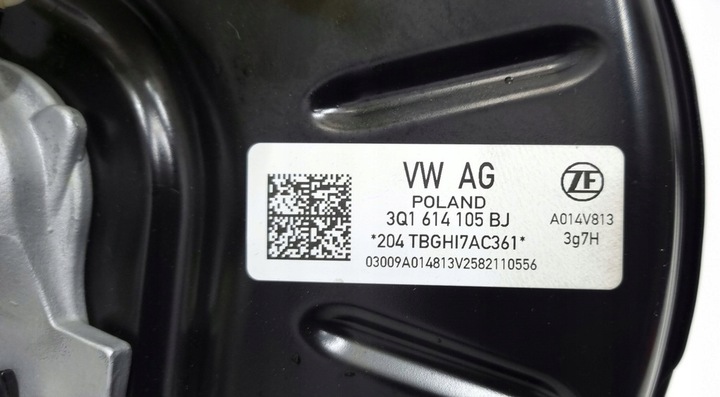 VW AG
POLAND
3Q1 614 105 BJ
*204 TBGHI7AC361*
03009A014813V2582110556
ZF
A014V813
3g7H